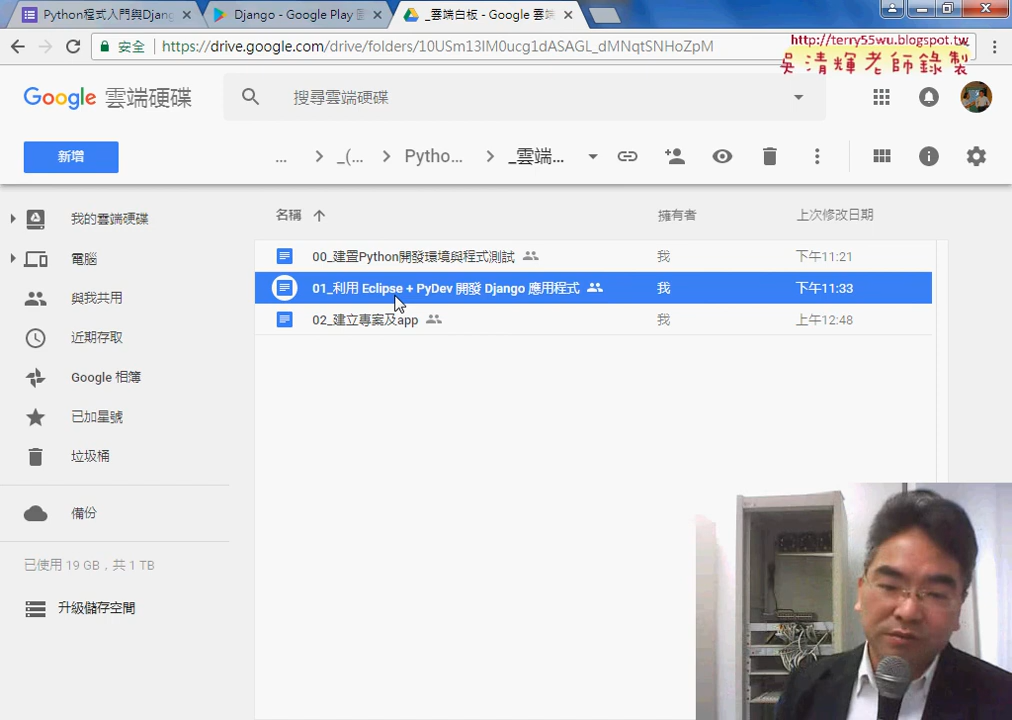 Python程式入門與Djang
Django - Google Play 圖
_雲端白板 - Google 雲端
安全 https://drive.google.com/drive/folders/10USm13IM0ucg1dASAGL_dMNqtSNHoZpM
http://terry55wu.blogspot.tw
吳清輝老師錄製
Google 雲端硬碟
搜尋雲端硬碟
新增
... > _(... > Pytho... > _雲端...
我的雲端硬碟
電腦
與我共用
近期存取
Google 相簿
已加星號
垃圾桶
備份
已使用 19 GB，共 1 TB
升級儲存空間
名稱 擁有者 上次修改日期
00_建置Python開發環境與程式測試 我 下午11:21
01_利用 Eclipse + PyDev 開發 Django 應用程式 我 下午11:33
02_建立專案及app 我 上午12:48